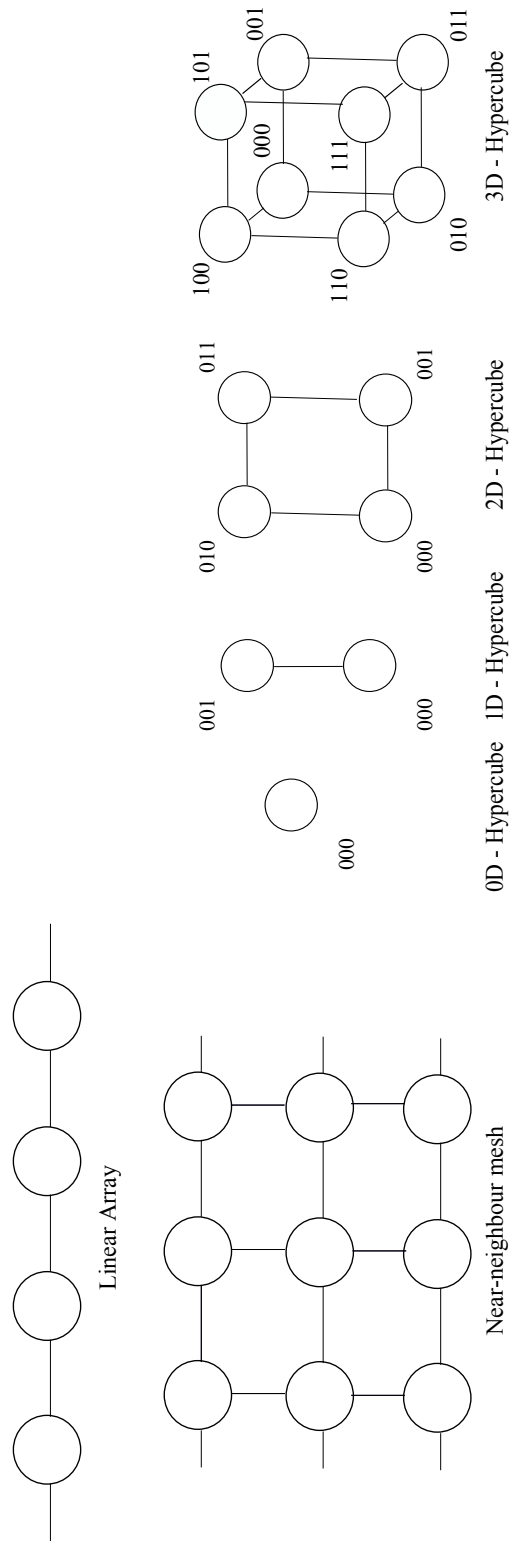 Linear Array
Near-neighbour mesh
000
0D - Hypercube
001
000
1D - Hypercube
010
011
000
001
2D - Hypercube
100
101
000
001
110
111
010
011
3D - Hypercube